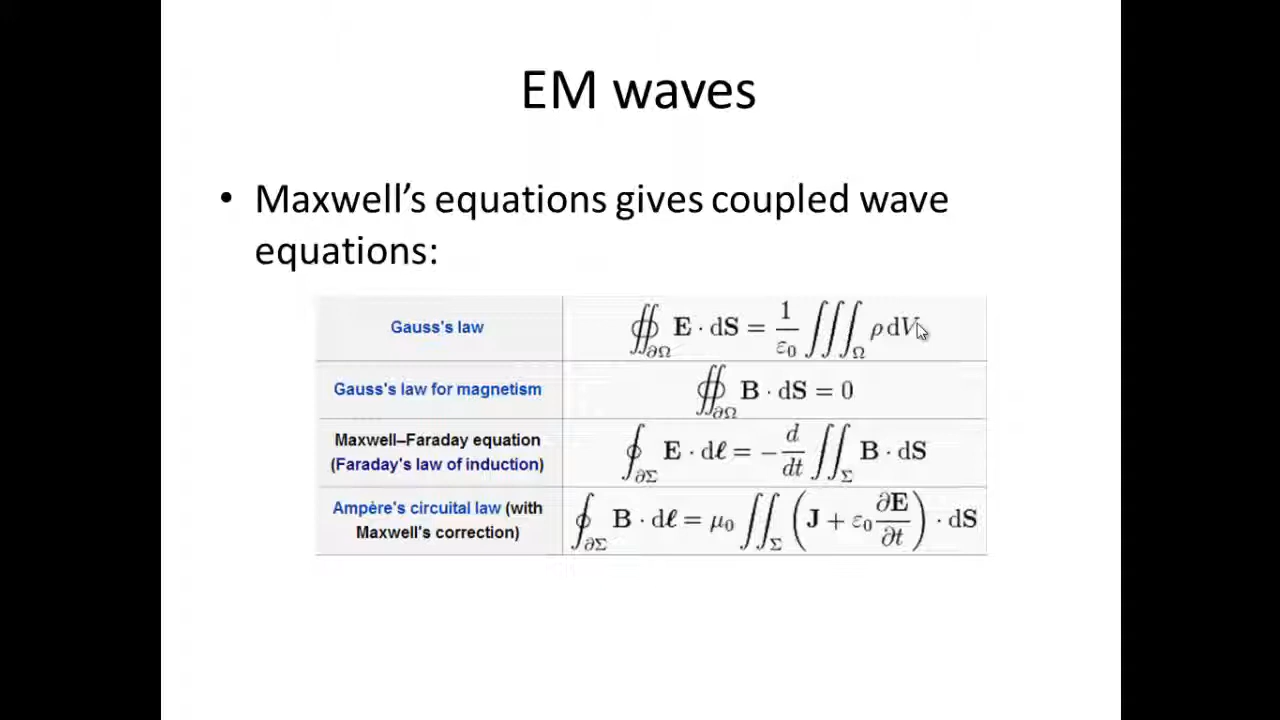 EM waves
• Maxwell’s equations gives coupled wave
equations:
Gauss's law ∯∂Ω E · dS = 1/ε0 ∭Ω ρ dV
Gauss's law for magnetism ∯∂Ω B · dS = 0
Maxwell–Faraday equation
(Faraday's law of induction) ∮∂Σ E · dℓ = −d/dt ∬Σ B · dS
Ampère's circuital law (with
Maxwell's correction) ∮∂Σ B · dℓ = μ0 ∬Σ (J + ε0 ∂E/∂t) · dS